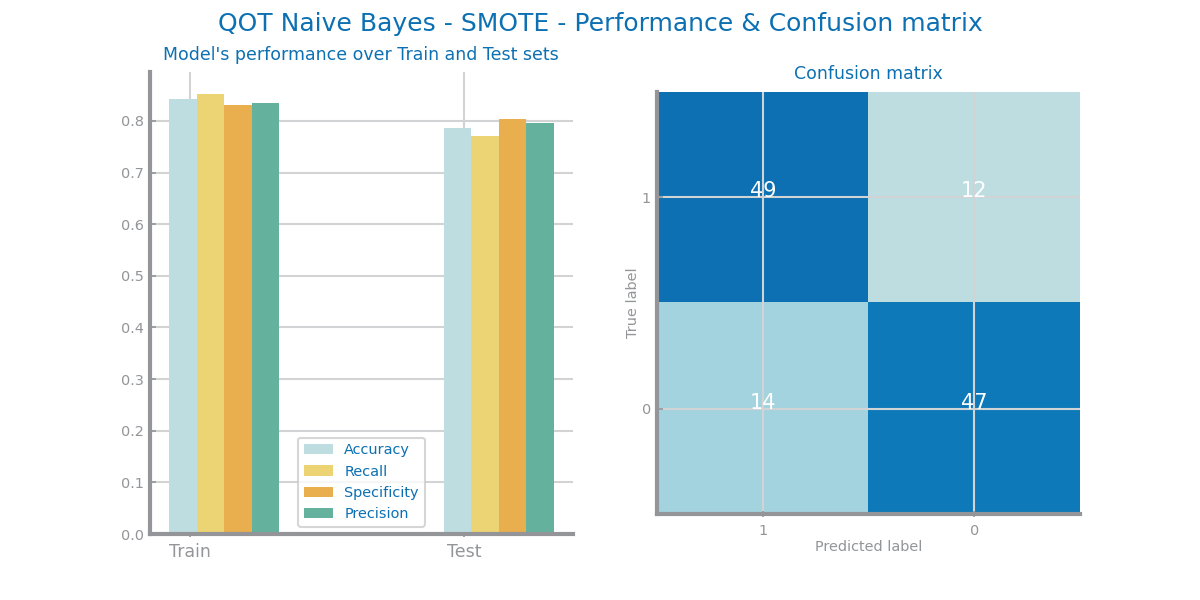 QOT Naive Bayes - SMOTE - Performance & Confusion matrix
Model's performance over Train and Test sets
0.8
0.7
0.6
0.5
0.4
0.3
0.2
0.1
0.0
Train
Test
Accuracy
Recall
Specificity
Precision
Confusion matrix
True label
1
0
49
12
14
47
1
0
Predicted label